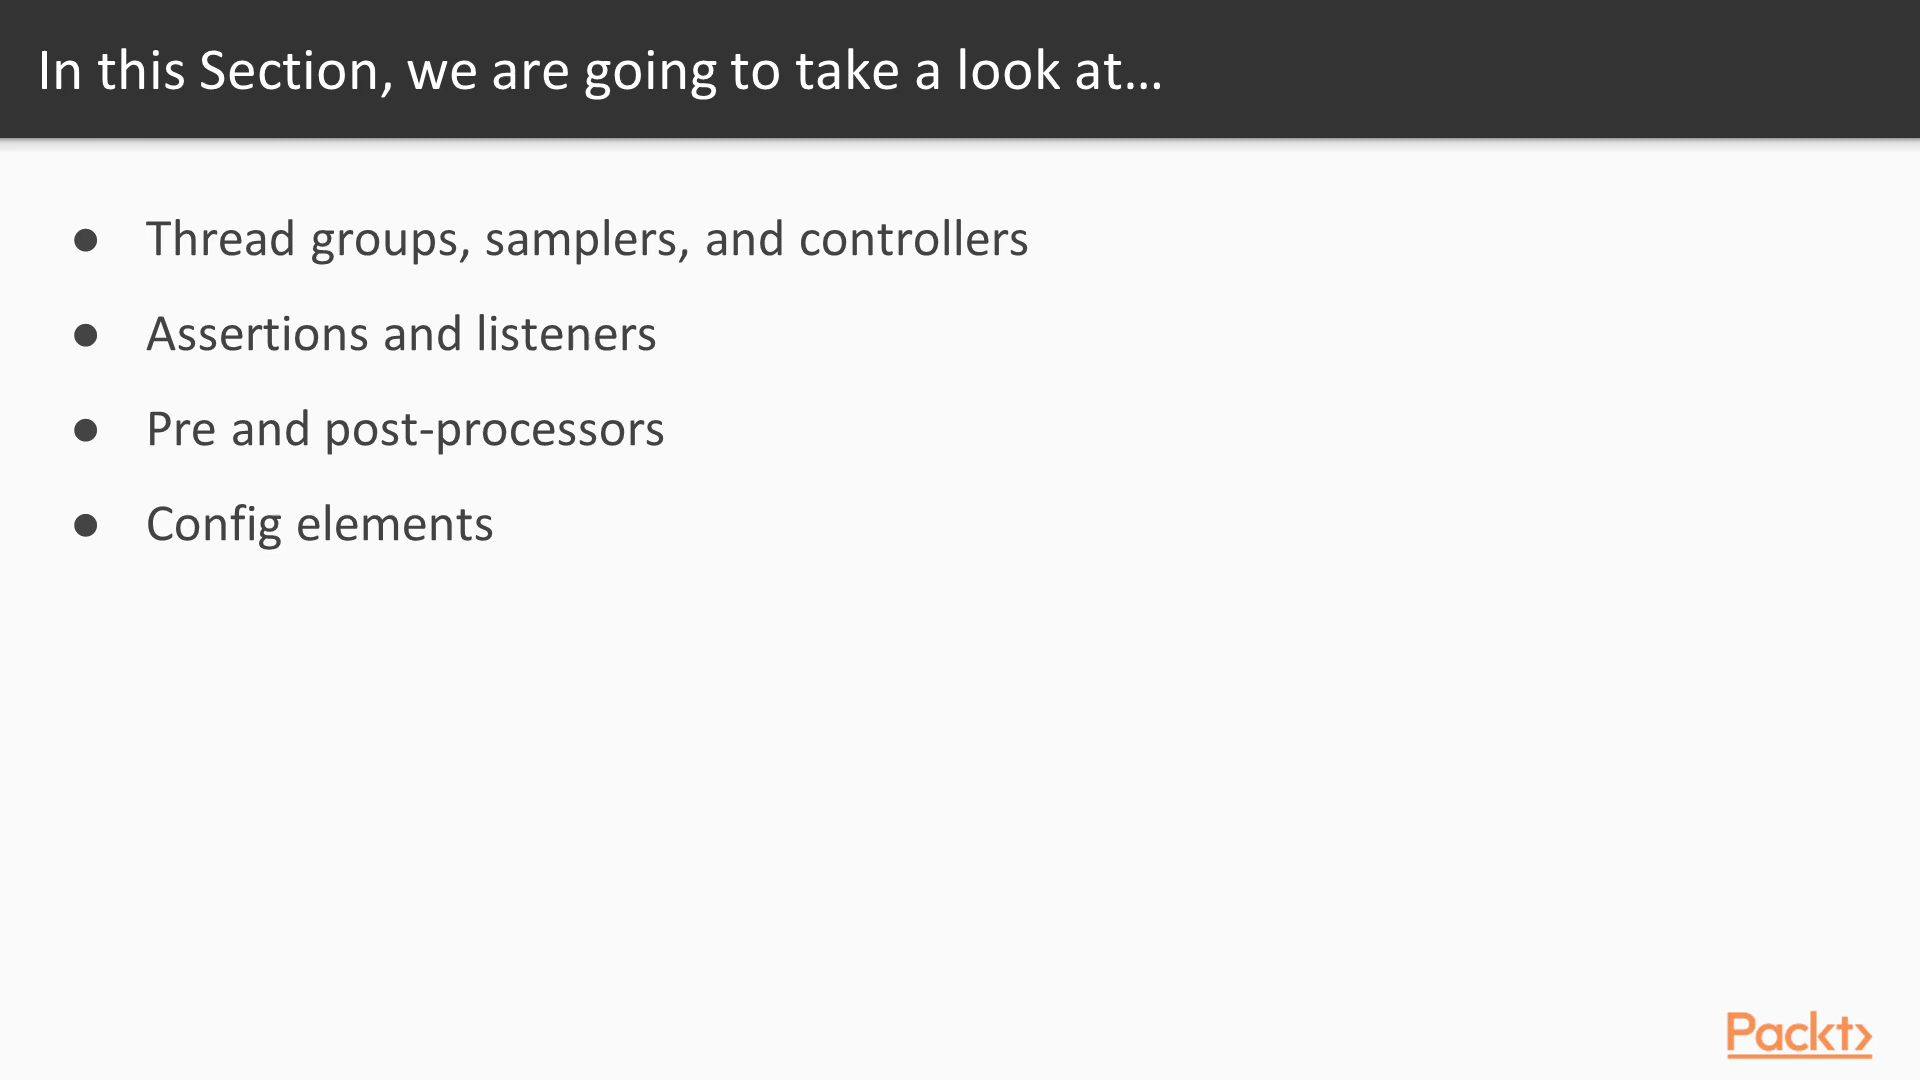 In this Section, we are going to take a look at…
● Thread groups, samplers, and controllers
● Assertions and listeners
● Pre and post-processors
● Config elements
Packt>